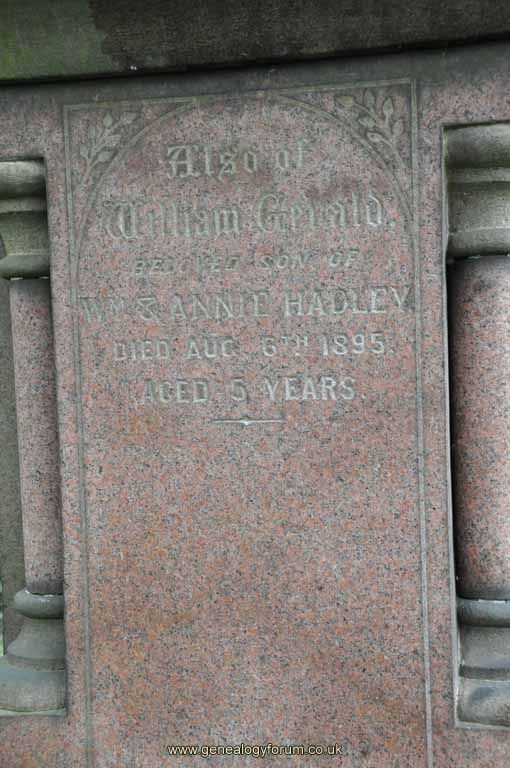 Also of
William Gerald,
BELOVED SON OF
WM & ANNIE HADLEY
DIED AUG 6TH 1895.
AGED 5 YEARS.
www.genealogyforum.co.uk